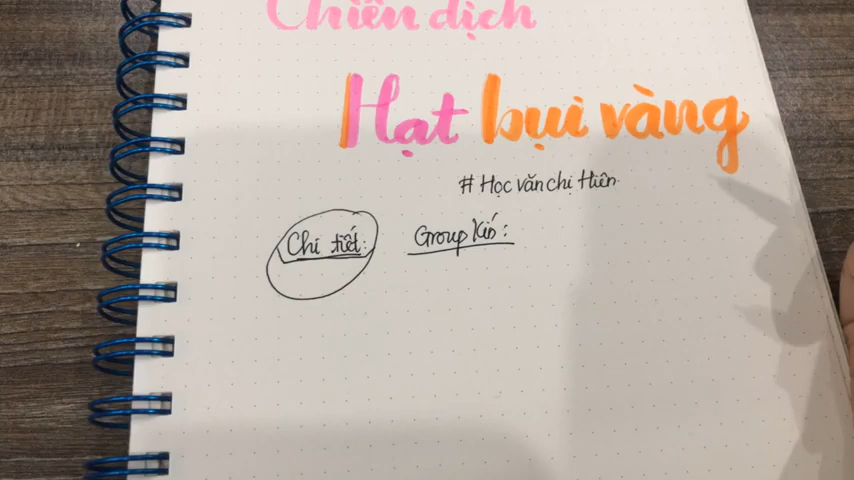 Chiến dịch
Hạt bụi vàng
# Học văn chị Hiên
Chi tiết: Group kín: